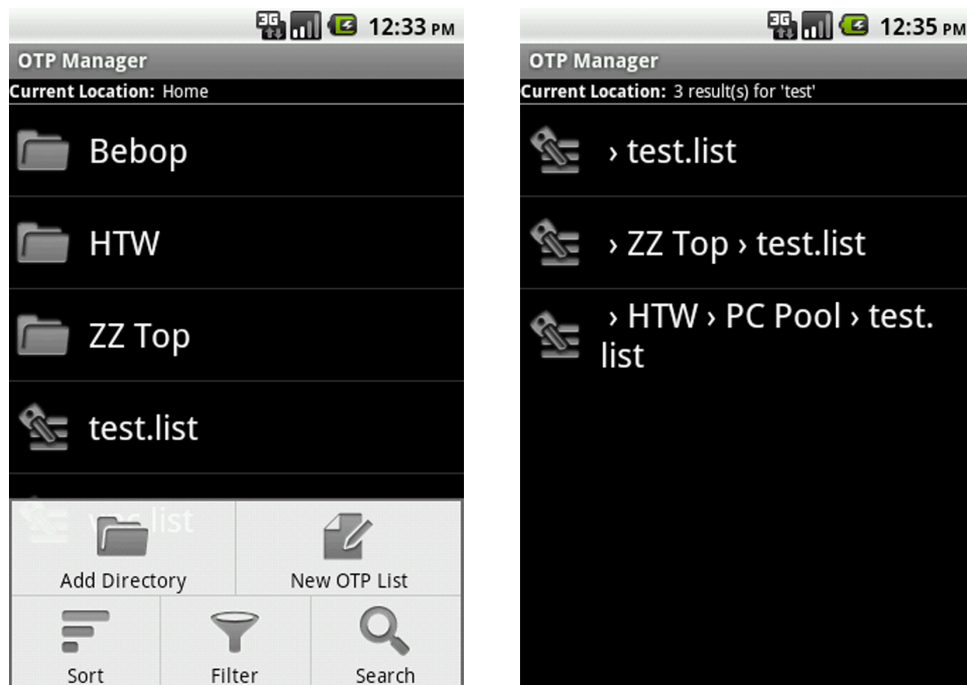 3G 12:33 PM
OTP Manager
Current Location: Home
Bebop
HTW
ZZ Top
test.list
Add Directory
New OTP List
Sort
Filter
Search
3G 12:35 PM
OTP Manager
Current Location: 3 result(s) for 'test'
› test.list
› ZZ Top › test.list
› HTW › PC Pool › test.
list